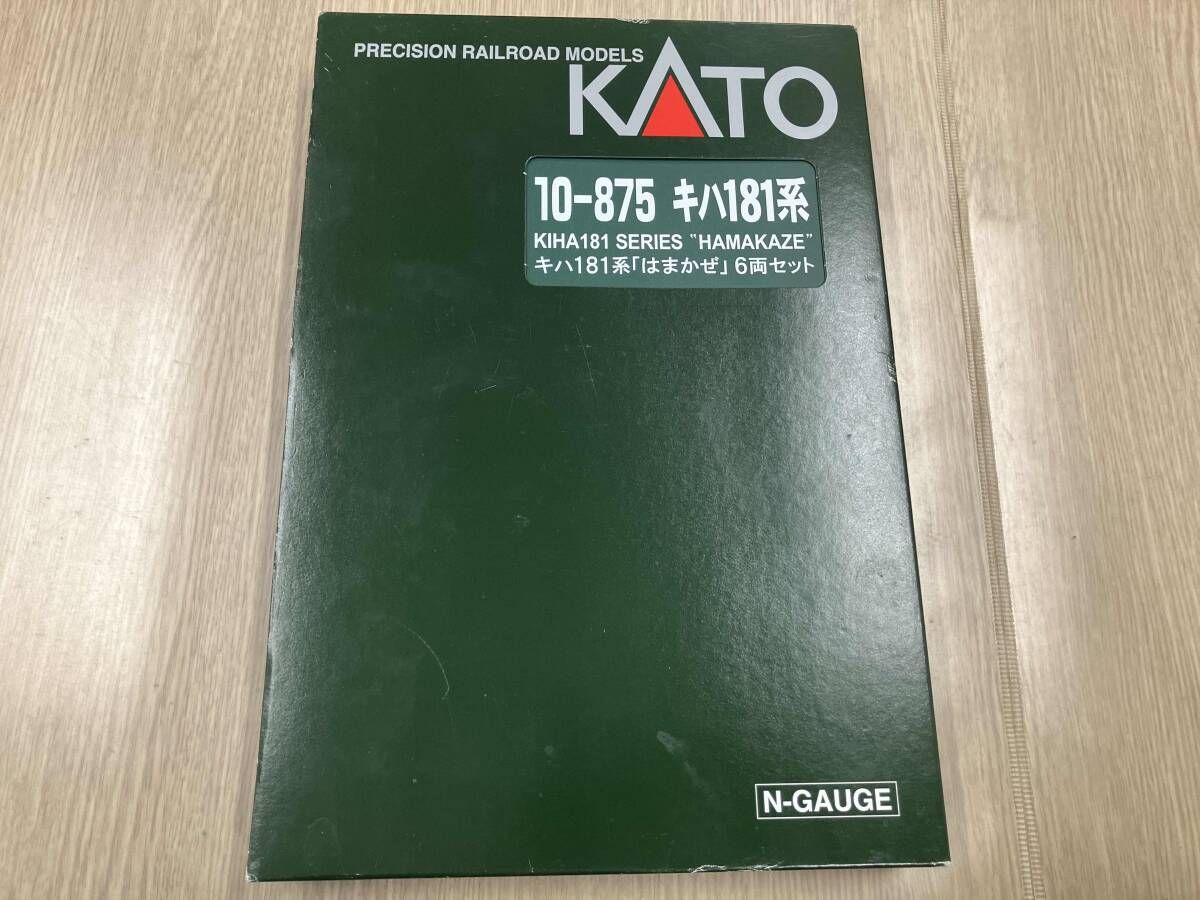 PRECISION RAILROAD MODELS
KATO
10-875 キハ181系
KIHA181 SERIES "HAMAKAZE"
キハ181系「はまかぜ」6両セット
N-GAUGE